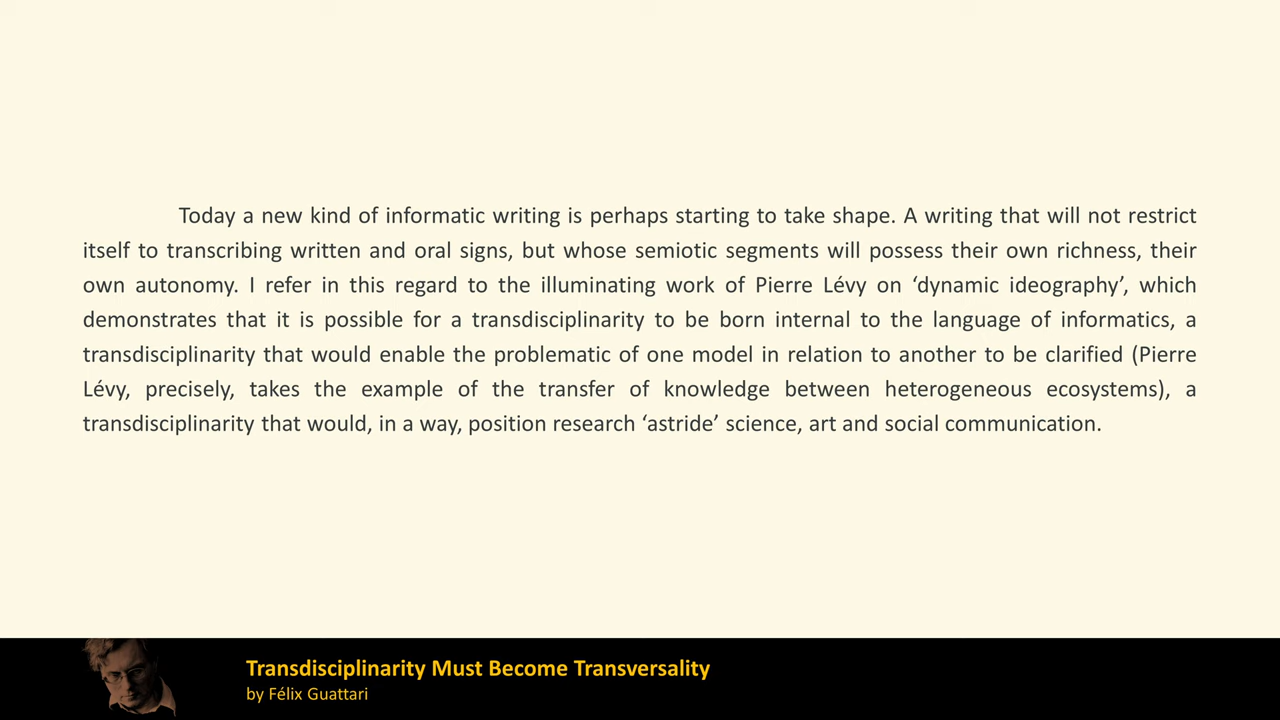 Today a new kind of informatic writing is perhaps starting to take shape. A writing that will not restrict
itself to transcribing written and oral signs, but whose semiotic segments will possess their own richness, their
own autonomy. I refer in this regard to the illuminating work of Pierre Lévy on ‘dynamic ideography’, which
demonstrates that it is possible for a transdisciplinarity to be born internal to the language of informatics, a
transdisciplinarity that would enable the problematic of one model in relation to another to be clarified (Pierre
Lévy, precisely, takes the example of the transfer of knowledge between heterogeneous ecosystems), a
transdisciplinarity that would, in a way, position research ‘astride’ science, art and social communication.
Transdisciplinarity Must Become Transversality
by Félix Guattari